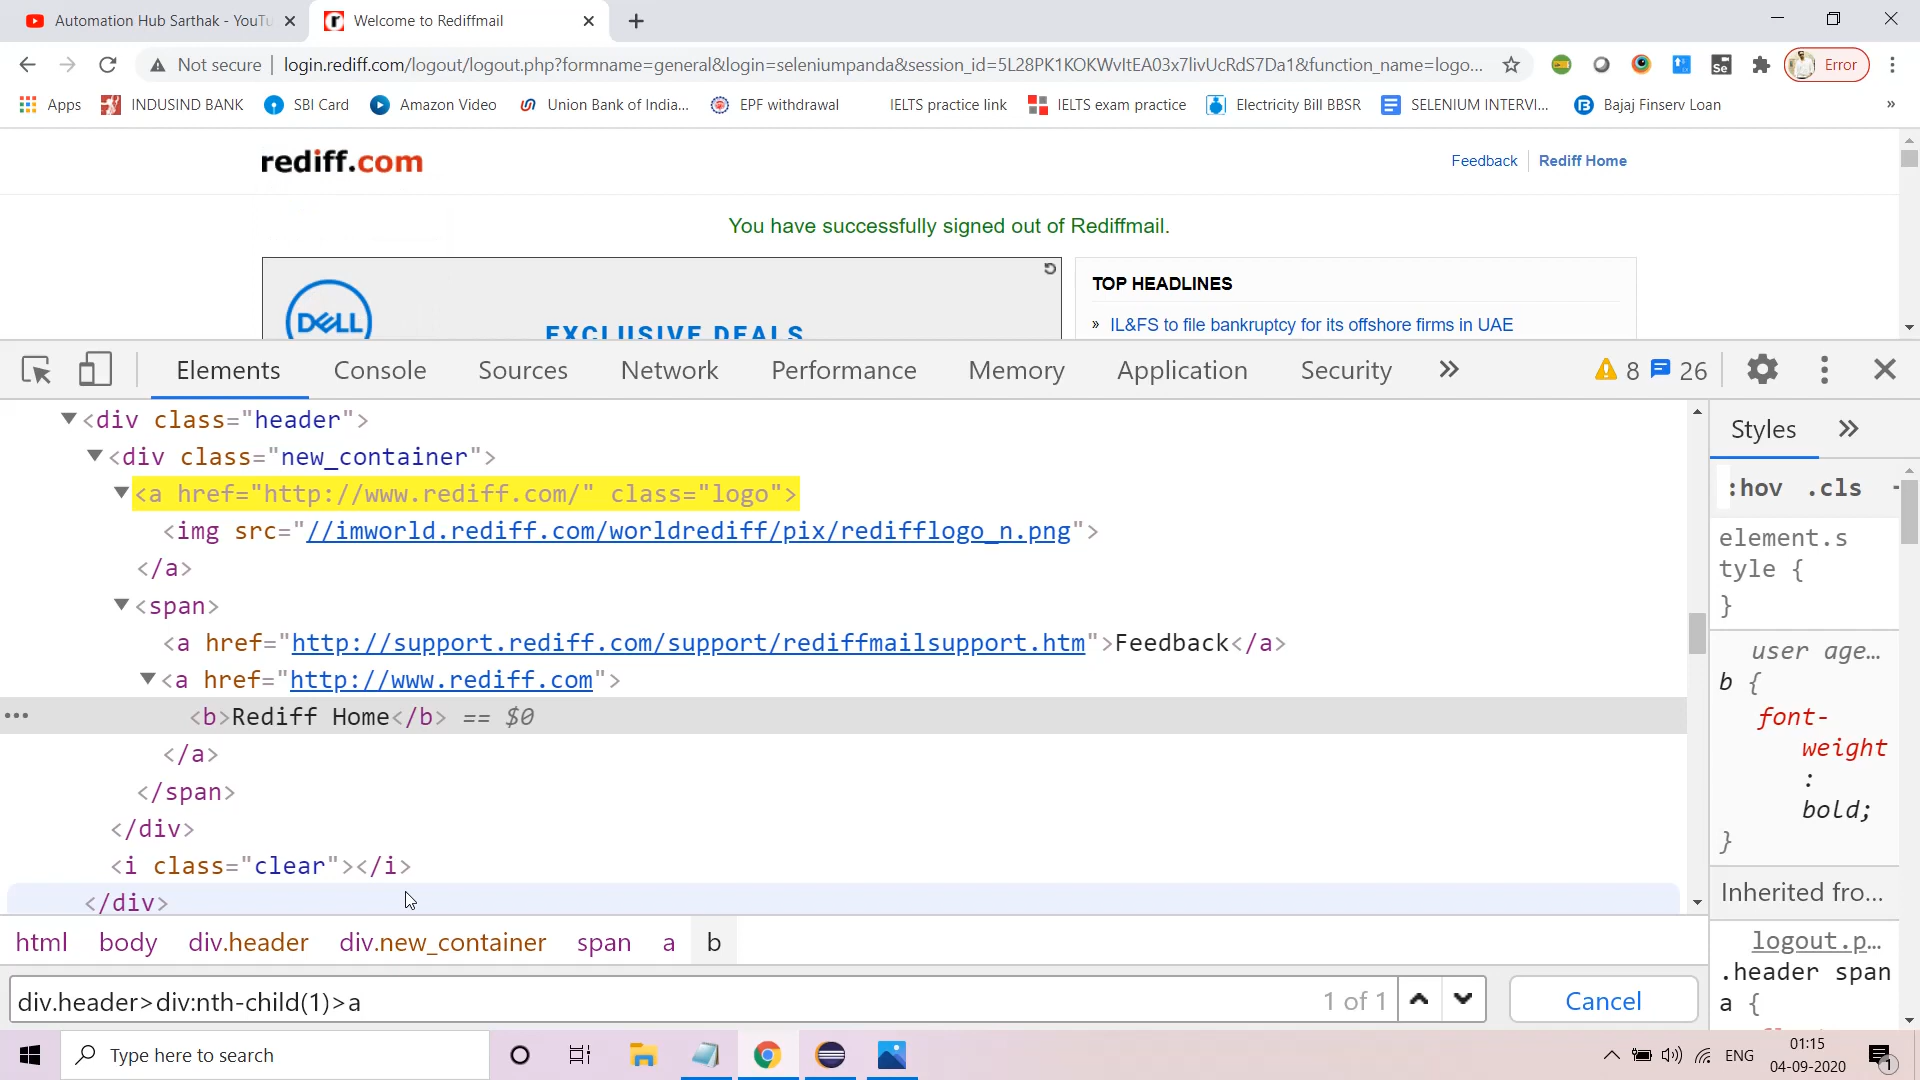 Automation Hub Sarthak - YouTu
Welcome to Rediffmail
Not secure
login.rediff.com/logout/logout.php?formname=general&login=seleniumpanda&session_id=5L28PK1KOKWvItEA03x7IivUcRdS7Da1&function_name=logo...
Error
Apps
INDUSIND BANK
SBI Card
Amazon Video
Union Bank of India...
EPF withdrawal
IELTS practice link
IELTS exam practice
Electricity Bill BBSR
SELENIUM INTERVI...
Bajaj Finserv Loan
»
rediff.com
Feedback
Rediff Home
You have successfully signed out of Rediffmail.
DELL
EXCLUSIVE DEALS
TOP HEADLINES
» IL&FS to file bankruptcy for its offshore firms in UAE
Elements
Console
Sources
Network
Performance
Memory
Application
Security
8
26
<div class="header">
<div class="new_container">
<a href="http://www.rediff.com/" class="logo">
<img src="//imworld.rediff.com/worldrediff/pix/redifflogo_n.png">
</a>
<span>
<a href="http://support.rediff.com/support/rediffmailsupport.htm">Feedback</a>
<a href="http://www.rediff.com">
<b>Rediff Home</b> == $0
</a>
</span>
</div>
<i class="clear"></i>
</div>
Styles
:hov .cls
element.s
tyle {
}
user age…
b {
font-
weight
:
bold;
}
Inherited fro…
logout.p…
.header span
a {
html
body
div.header
div.new_container
span
a
b
div.header>div:nth-child(1)>a
1 of 1
Cancel
Type here to search
Se
ENG
01:15
04-09-2020
1